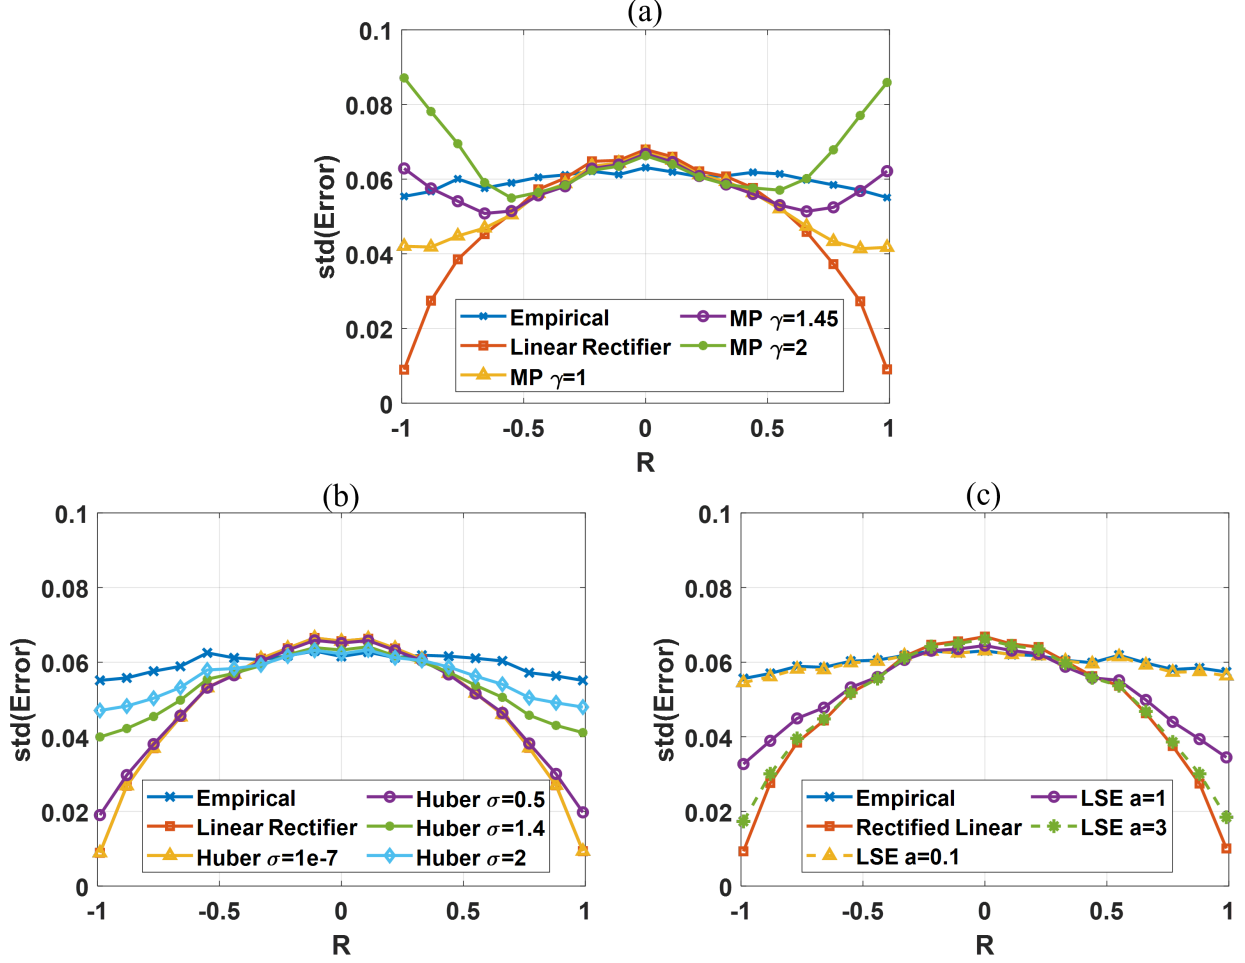 (a)
0.1
0.08
0.06
0.04
0.02
0
std(Error)
Empirical
Linear Rectifier
MP γ=1
MP γ=1.45
MP γ=2
-1
-0.5
0
0.5
1
R
(b)
0.1
0.08
0.06
0.04
0.02
0
std(Error)
Empirical
Linear Rectifier
Huber σ=1e-7
Huber σ=0.5
Huber σ=1.4
Huber σ=2
-1
-0.5
0
0.5
1
R
(c)
0.1
0.08
0.06
0.04
0.02
0
std(Error)
Empirical
Rectified Linear
LSE a=0.1
LSE a=1
LSE a=3
-1
-0.5
0
0.5
1
R